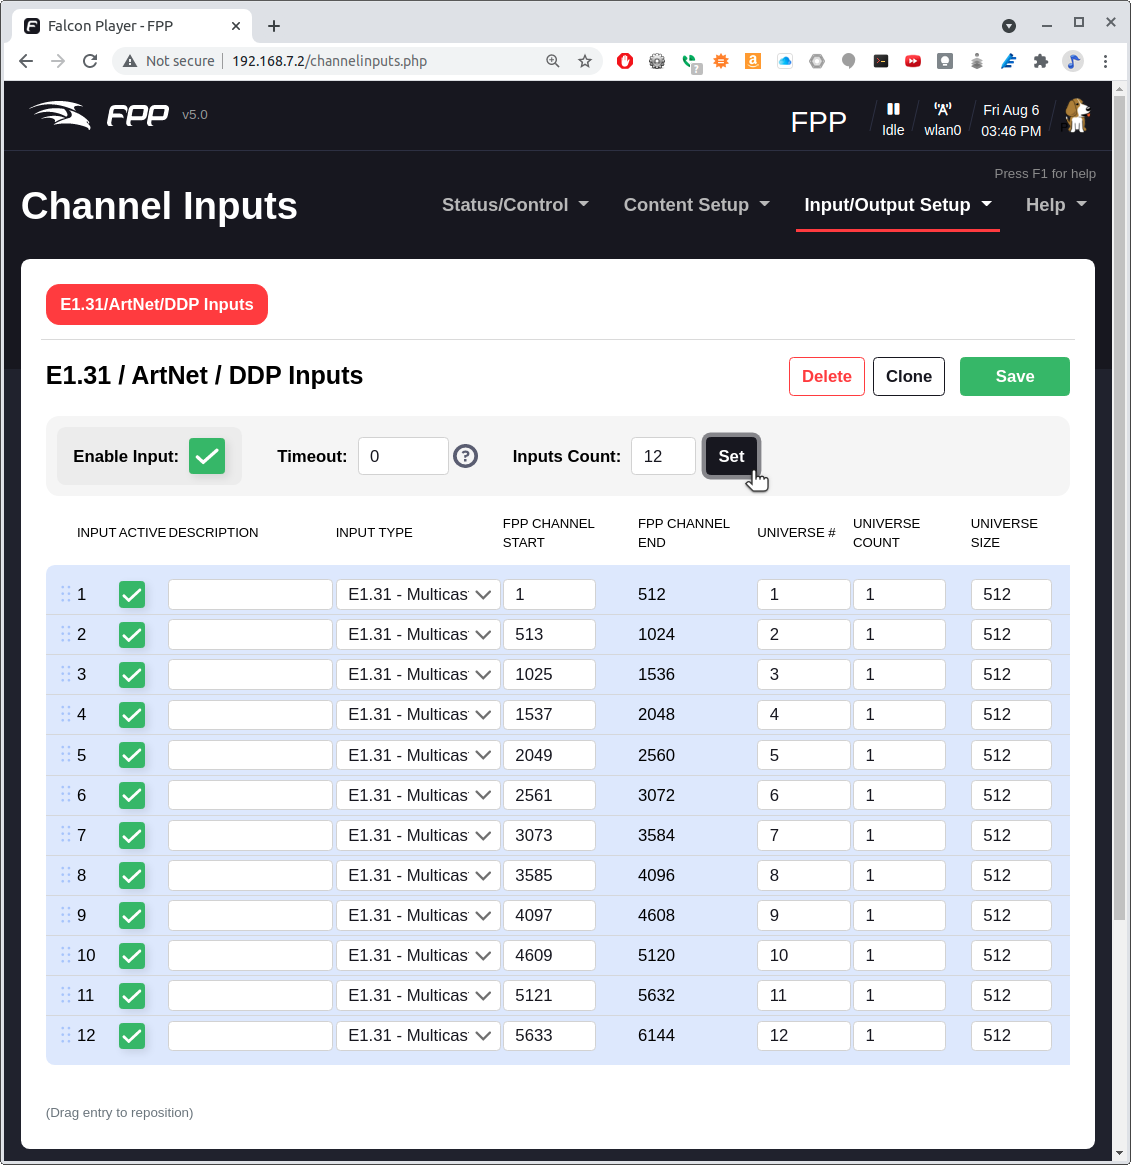 Falcon Player - FPP
Not secure | 192.168.7.2/channelinputs.php
FPP v5.0
FPP
Idle
wlan0
Fri Aug 6
03:46 PM
Press F1 for help
Channel Inputs
Status/Control Content Setup Input/Output Setup Help
E1.31/ArtNet/DDP Inputs
E1.31 / ArtNet / DDP Inputs
Delete Clone Save
Enable Input: Timeout: 0 ? Inputs Count: 12 Set
INPUT ACTIVE DESCRIPTION INPUT TYPE FPP CHANNEL START FPP CHANNEL END UNIVERSE # UNIVERSE COUNT UNIVERSE SIZE
1 E1.31 - Multicas 1 512 1 1 512
2 E1.31 - Multicas 513 1024 2 1 512
3 E1.31 - Multicas 1025 1536 3 1 512
4 E1.31 - Multicas 1537 2048 4 1 512
5 E1.31 - Multicas 2049 2560 5 1 512
6 E1.31 - Multicas 2561 3072 6 1 512
7 E1.31 - Multicas 3073 3584 7 1 512
8 E1.31 - Multicas 3585 4096 8 1 512
9 E1.31 - Multicas 4097 4608 9 1 512
10 E1.31 - Multicas 4609 5120 10 1 512
11 E1.31 - Multicas 5121 5632 11 1 512
12 E1.31 - Multicas 5633 6144 12 1 512
(Drag entry to reposition)